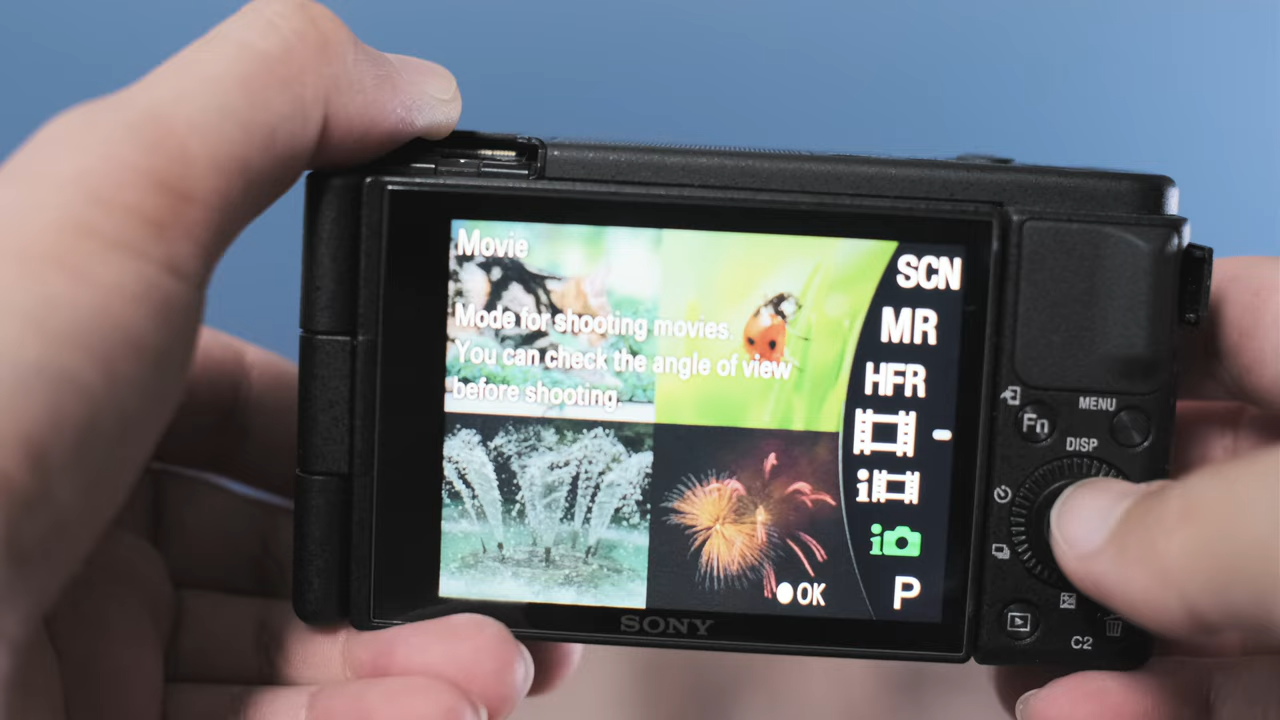 Movie
Mode for shooting movies.
You can check the angle of view
before shooting.
SCN
MR
HFR
i
i
P
OK
SONY
Fn
MENU
DISP
C2